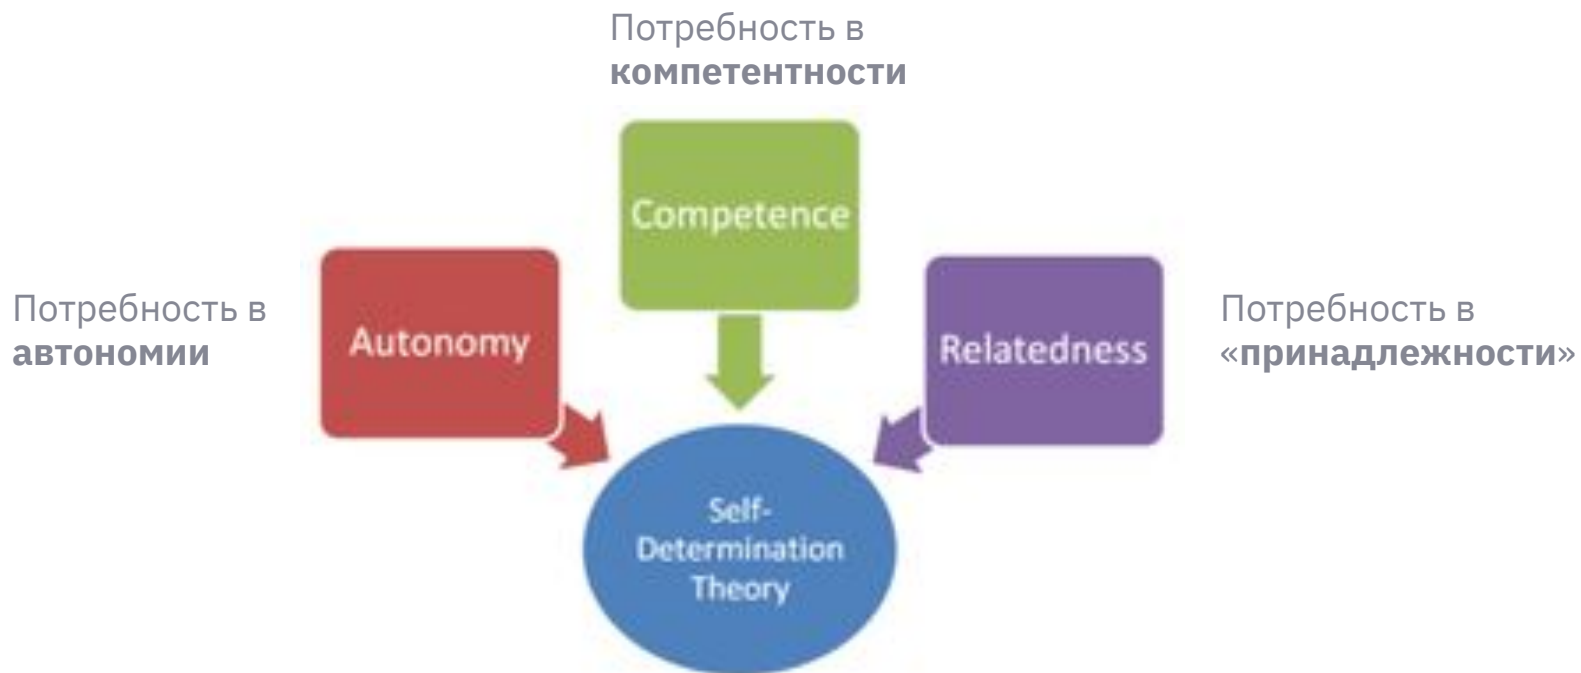 Потребность в
компетентности
Competence
Потребность в
автономии
Autonomy
Relatedness
Потребность в
«принадлежности»
Self-
Determination
Theory